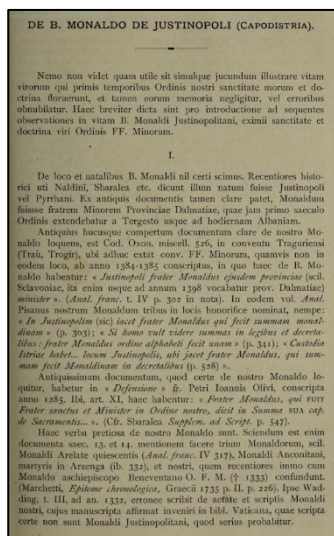 DE B. MONALDO DE JUSTINOPOLI (CAPODISTRIA).
Nemo non videt quam utile sit simulque jucundum illustrare vitam
virorum qui primis temporibus Ordinis nostri sanctitate morum et do-
ctrina floruerunt, et tamen eorum memoria negligitur, vel erroribus
obnubilatur. Haec breviter dicta sint pro introductione ad sequentes
observationes in vitam B. Monaldi Justinopolitani, eximii sanctitate et
doctrina viri Ordinis FF. Minorum.
I.
De loco et natalibus B. Monaldi nil certi scimus. Recentiores histo-
rici uti Naldini, Sbaralea etc. dicunt illum natum fuisse Justinopoli
vel Pyrrhani. Ex antiquis documentis tamen clare patet, Monaldum
fuisse fratrem Minorem Provinciae Dalmatiae, quae jam primo saeculo
Ordinis extendebatur a Tergesto usque ad hodiernam Albaniam.
Antiquius hucusque compertum documentum clare de nostro Mo-
naldo loquens, est Cod. Oxon. miscell. 526, in conventu Traguriensi
(Traù, Trogir), ubi adhuc extat conv. FF. Minorum, quamvis non in
eodem loco, ab anno 1384-1385 conscriptus, in quo haec de B. Mo-
naldo habentur: « Justinopoli frater Monaldus ejusdem provinciae (scil.
Sclavoniae, ita enim usque ad annum 1398 vocabatur prov. Dalmatiae)
minister ». (Anal. franc. t. IV p. 302 in nota). In eodem vol. Anal.
Pisanus nostrum Monaldum tribus in locis honorifice nominat, nempe:
« In Justinopolim (sic) jacet frater Monaldus qui fecit summam monal-
dinam » (p. 303); « Si homo vult videre summas in legibus et decreta-
libus: frater Monaldus ordine alphabeti fecit unam » (p. 341); « Custodia
Istriae habet... locum Justinopolis, ubi jacet frater Monaldus, qui sum-
mam fecit Monaldinam in decretalibus (p. 528) ».
Antiquissimum documentum, quod certe de nostro Monaldo lo-
quitur, habetur in « Defensione » fr. Petri Joannis Olivi, conscripta
anno 1285. Ibi, art. XI, haec habentur: « Frater Monaldus, qui FUIT
Frater sanctus et Minister in Ordine nostro, dicit in Summa SUA cap.
de Sacramentis... ». (Cfr. Sbaralea Supplem. ad Script. p. 547).
Haec verba pretiosa de nostro Monaldo sunt. Sciendum est enim
documenta saec. 13. et 14. mentionem facere trium Monaldorum, scil.
Monaldi Arelate quiescentis (Anal. franc. IV 317), Monaldi Anconitani,
martyris in Arzenga (ib. 332), et nostri, quem recentiores immo cum
Monaldo archiepiscopo Beneventano O. F. M. († 1333) confundunt.
(Marchetti, Epitome chronologica, Graecii 1735 p. II. p. 226). Ipse Wad-
ding, t. III, ad an. 1332, erronee scribit de aetate et scriptis Monaldi
nostri, cujus manuscripta affirmat inveniri in bibl. Vaticana, quae scripta
certe non sunt Monaldi Justinopolitani, quod serius probabitur.